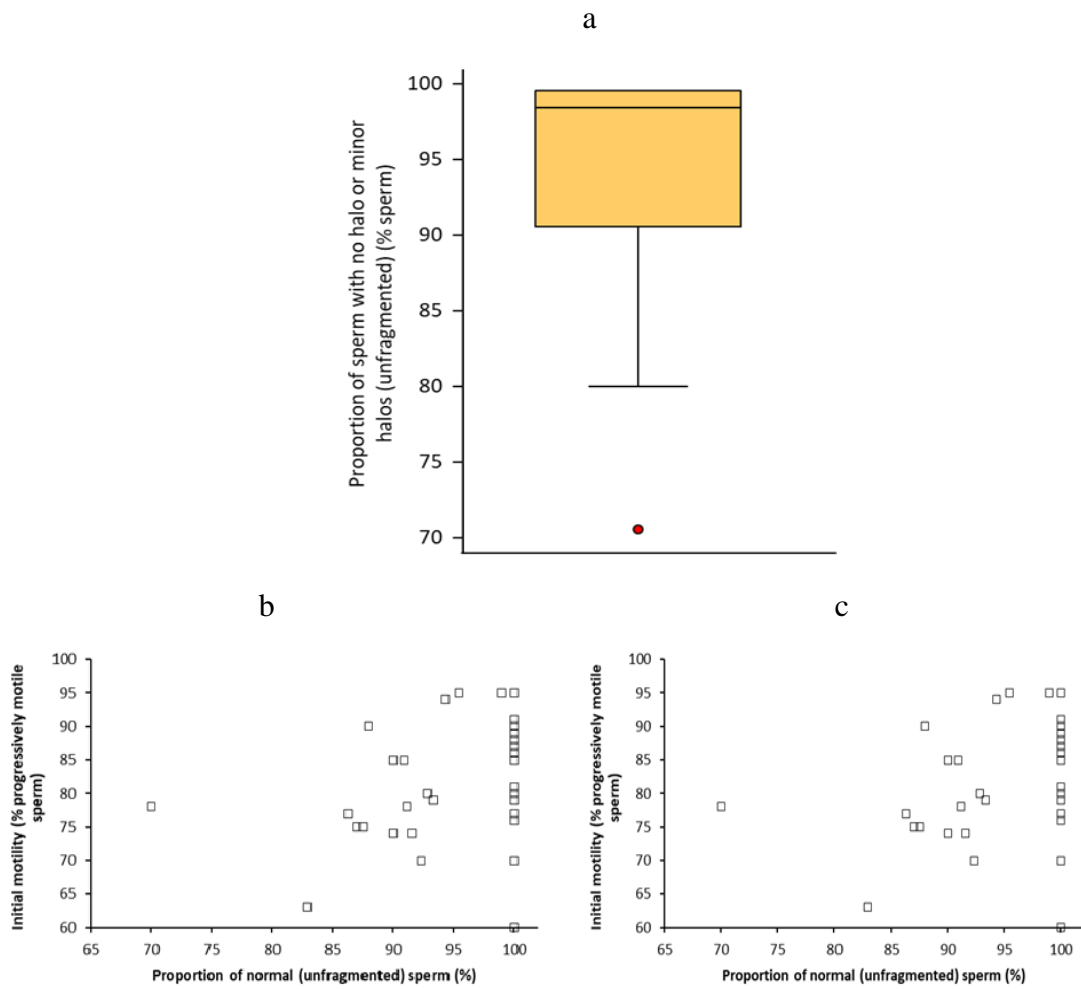 a
Proportion of sperm with no halo or minor
halos (unfragmented) (% sperm)
100
95
90
85
80
75
70
b
Initial motility (% progressively motile
sperm)
100
95
90
85
80
75
70
65
60
65 70 75 80 85 90 95 100
Proportion of normal (unfragmented) sperm (%)
c
Initial motility (% progressively motile
sperm)
100
95
90
85
80
75
70
65
60
65 70 75 80 85 90 95 100
Proportion of normal (unfragmented) sperm (%)